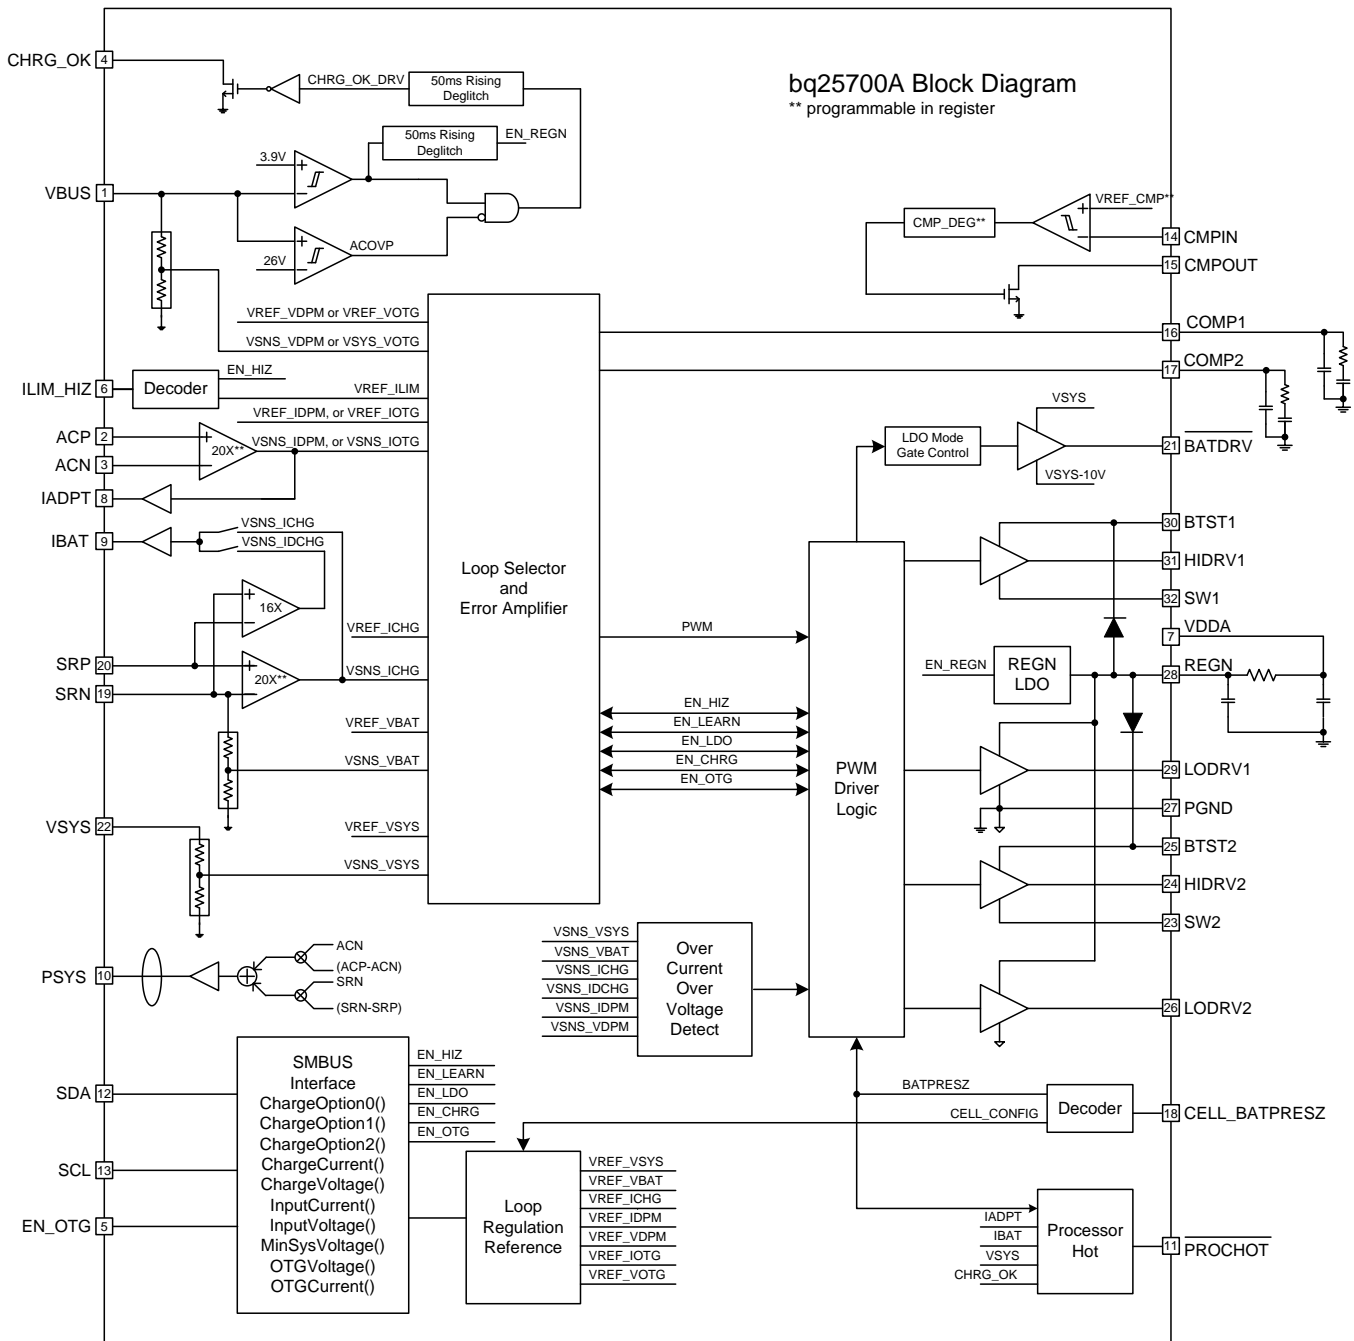 bq25700A Block Diagram
** programmable in register
CHRG_OK 4
CHRG_OK_DRV
50ms Rising
Deglitch
50ms Rising
Deglitch
EN_REGN
3.9V
+
−
VBUS 1
+
ACOVP
26V
−
VREF_CMP**
+
−
CMP_DEG**
14 CMPIN
15 CMPOUT
VREF_VDPM or VREF_VOTG
VSNS_VDPM or VSYS_VOTG
16 COMP1
17 COMP2
EN_HIZ
ILIM_HIZ 6
Decoder
VREF_ILIM
VREF_IDPM, or VREF_IOTG
ACP 2
+
20X**
VSNS_IDPM, or VSNS_IOTG
ACN 3
−
IADPT 8
VSYS
LDO Mode
Gate Control
21 BATDRV
VSYS-10V
IBAT 9
VSNS_ICHG
VSNS_IDCHG
Loop Selector
and
Error Amplifier
+
16X
−
VREF_ICHG
PWM
SRP 20
+
20X**
VSNS_ICHG
SRN 19
−
VREF_VBAT
VSNS_VBAT
EN_HIZ
EN_LEARN
EN_LDO
EN_CHRG
EN_OTG
PWM
Driver
Logic
30 BTST1
31 HIDRV1
32 SW1
7 VDDA
EN_REGN
REGN
LDO
28 REGN
29 LODRV1
27 PGND
25 BTST2
24 HIDRV2
23 SW2
26 LODRV2
VSYS 22
VREF_VSYS
VSNS_VSYS
VSNS_VSYS
VSNS_VBAT
VSNS_ICHG
VSNS_IDCHG
VSNS_IDPM
VSNS_VDPM
Over
Current
Over
Voltage
Detect
PSYS 10
ACN
(ACP-ACN)
SRN
(SRN-SRP)
SDA 12
SCL 13
EN_OTG 5
SMBUS
Interface
ChargeOption0()
ChargeOption1()
ChargeOption2()
ChargeCurrent()
ChargeVoltage()
InputCurrent()
InputVoltage()
MinSysVoltage()
OTGVoltage()
OTGCurrent()
EN_HIZ
EN_LEARN
EN_LDO
EN_CHRG
EN_OTG
BATPRESZ
CELL_CONFIG
Decoder
18 CELL_BATPRESZ
Loop
Regulation
Reference
VREF_VSYS
VREF_VBAT
VREF_ICHG
VREF_IDPM
VREF_VDPM
VREF_IOTG
VREF_VOTG
IADPT
IBAT
VSYS
CHRG_OK
Processor
Hot
11 PROCHOT